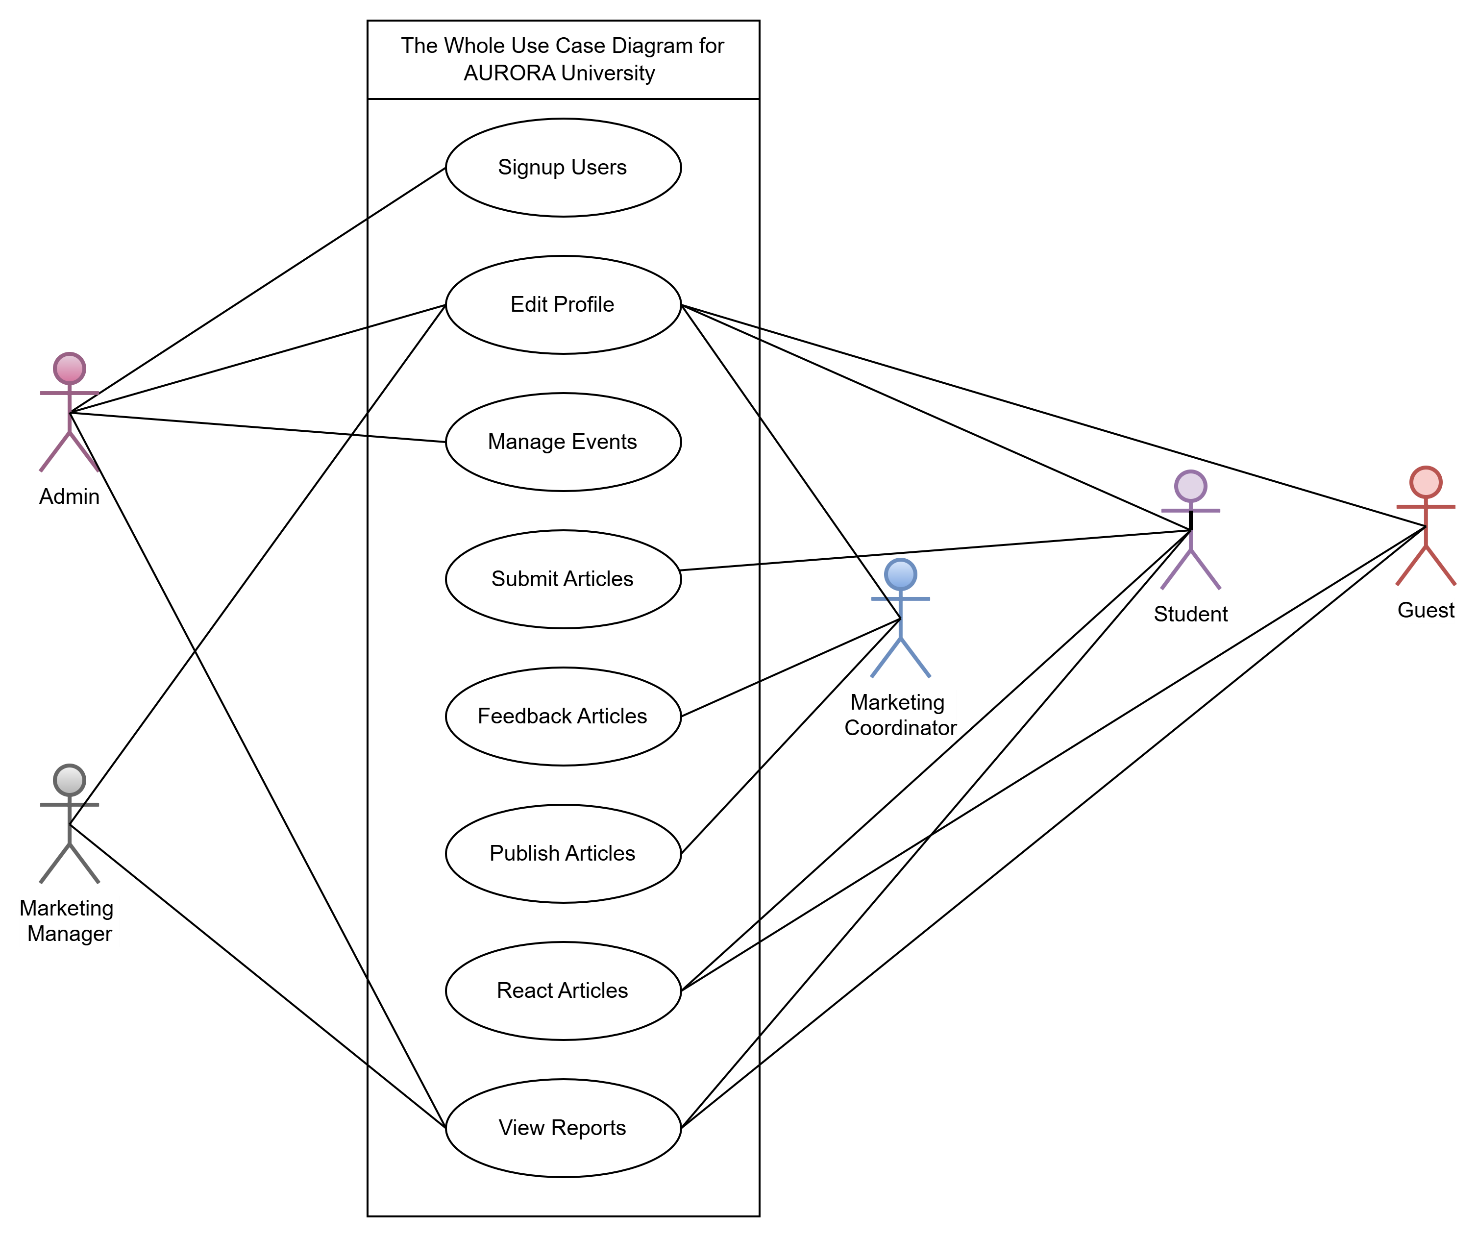 The Whole Use Case Diagram for
AURORA University
Signup Users
Edit Profile
Manage Events
Submit Articles
Feedback Articles
Publish Articles
React Articles
View Reports
Admin
Marketing
Manager
Marketing
Coordinator
Student
Guest